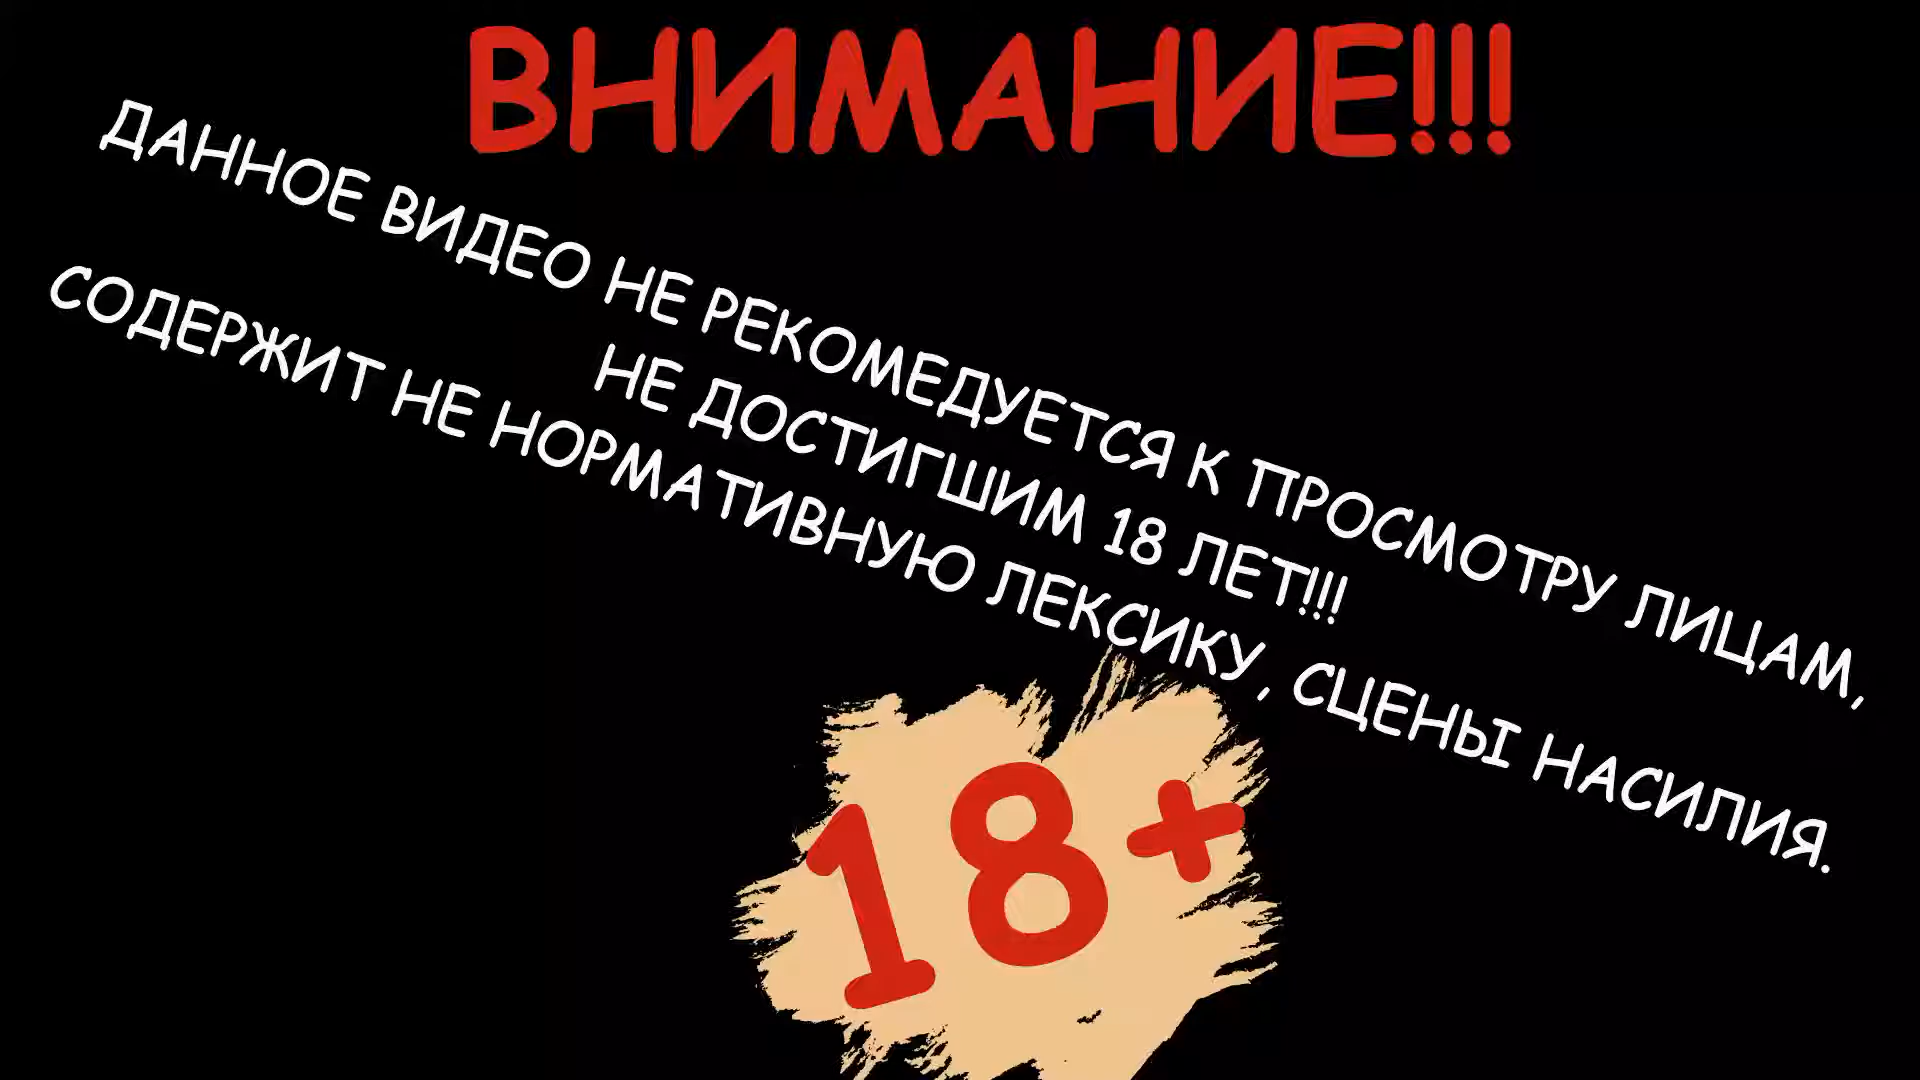 ВНИМАНИЕ!!!
ДАННОЕ ВИДЕО НЕ РЕКОМЕДУЕТСЯ К ПРОСМОТРУ ЛИЦАМ,
НЕ ДОСТИГШИМ 18 ЛЕТ!!!
СОДЕРЖИТ НЕ НОРМАТИВНУЮ ЛЕКСИКУ, СЦЕНЫ НАСИЛИЯ.
18+